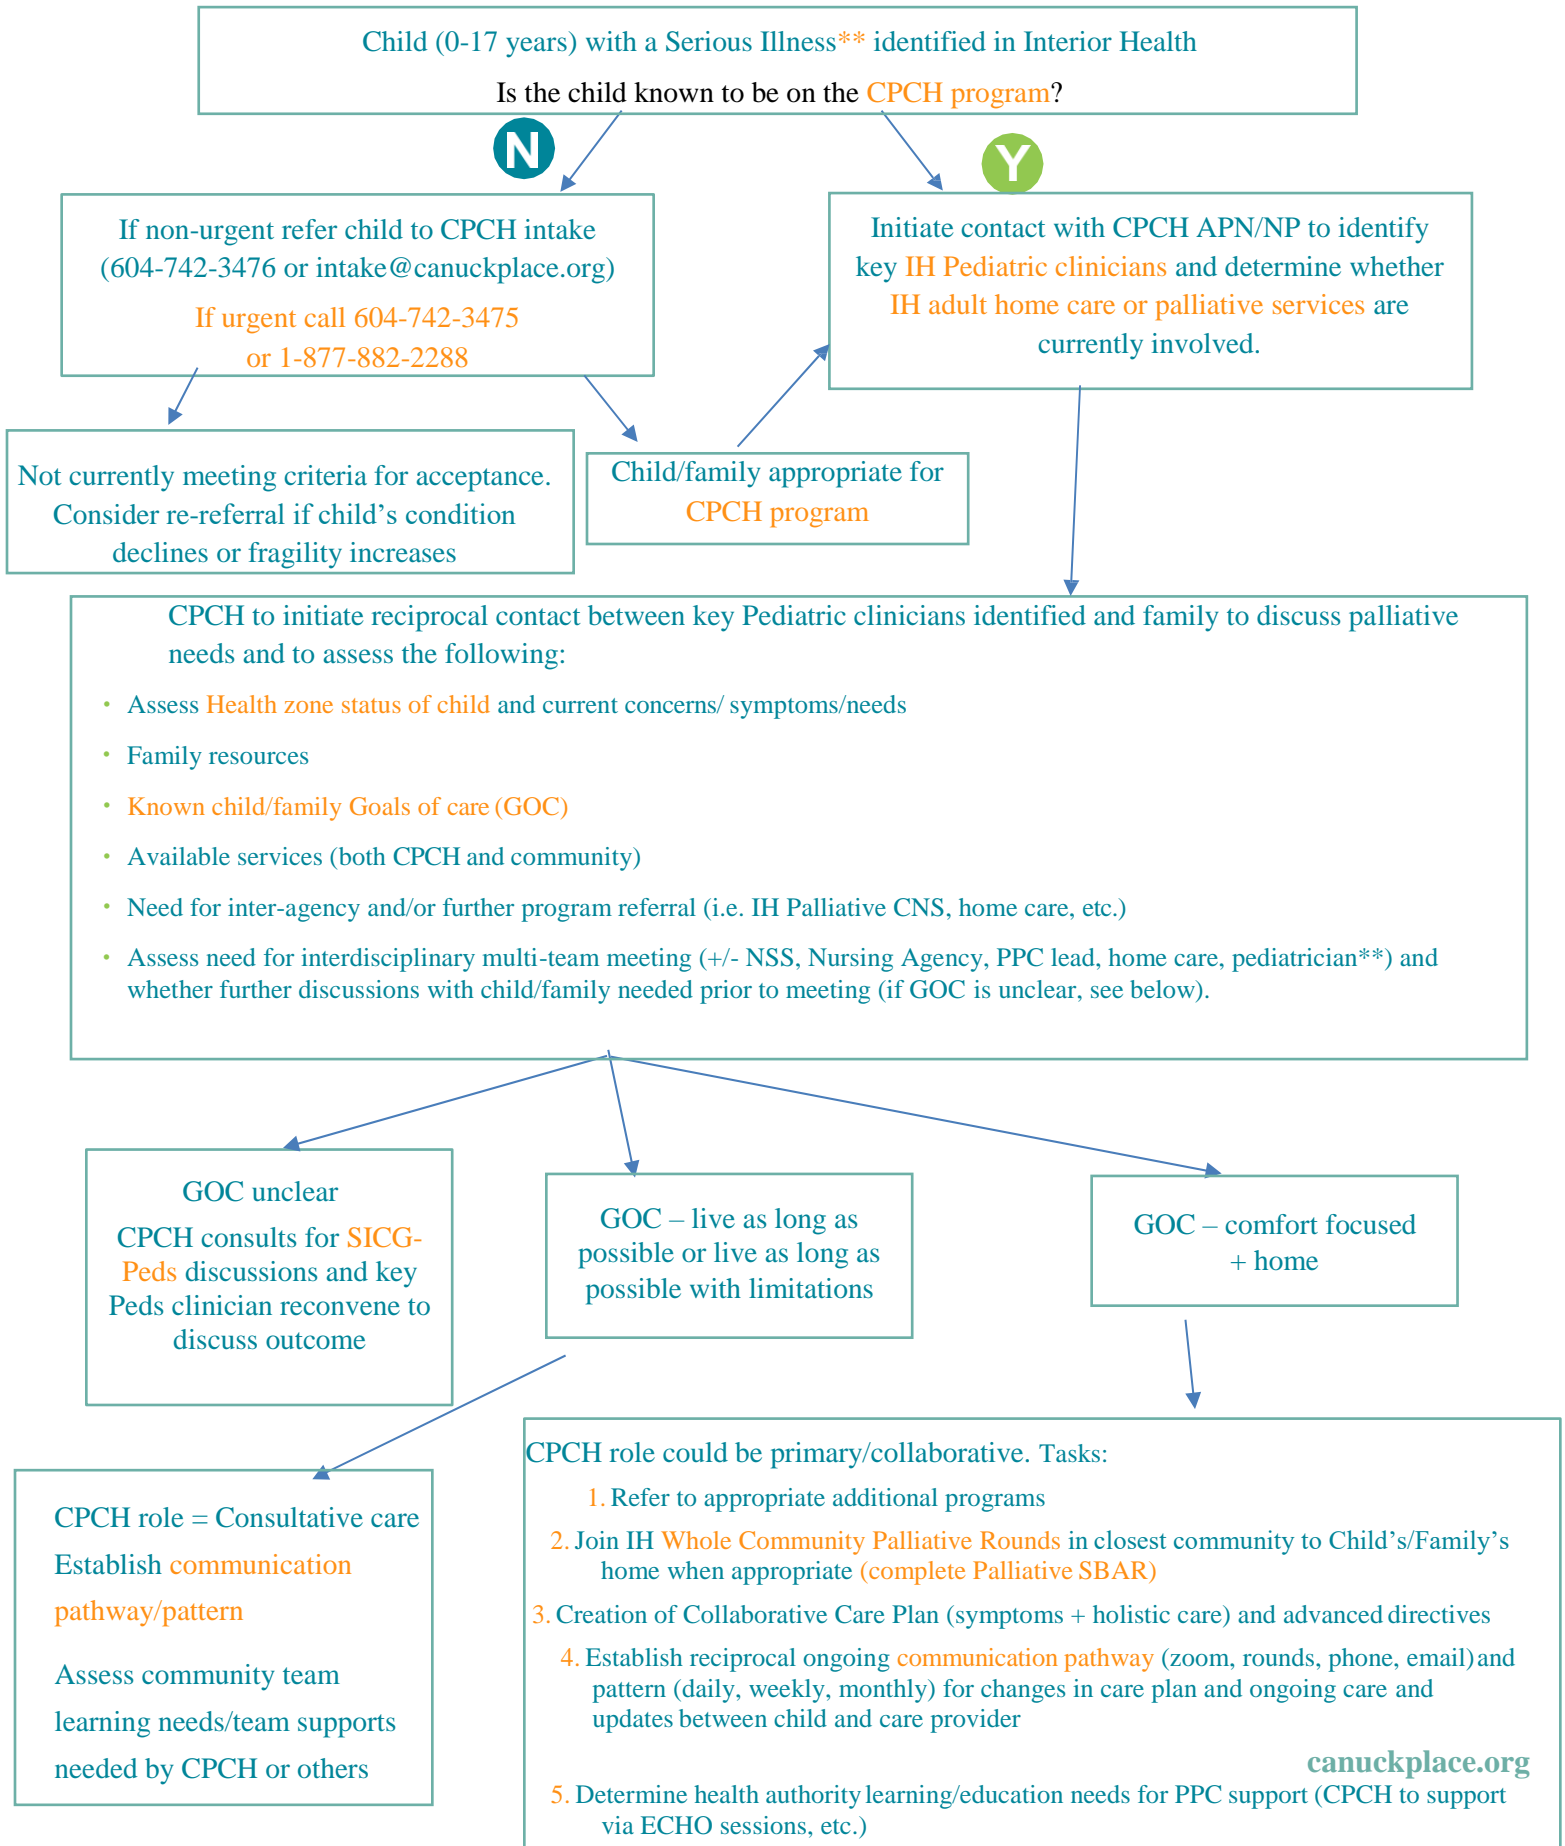 Child (0-17 years) with a Serious Illness** identified in Interior Health
Is the child known to be on the CPCH program?
N
Y
If non-urgent refer child to CPCH intake
(604-742-3476 or intake@canuckplace.org)
If urgent call 604-742-3475
or 1-877-882-2288
Initiate contact with CPCH APN/NP to identify
key IH Pediatric clinicians and determine whether
IH adult home care or palliative services are
currently involved.
Not currently meeting criteria for acceptance.
Consider re-referral if child’s condition
declines or fragility increases
Child/family appropriate for
CPCH program
CPCH to initiate reciprocal contact between key Pediatric clinicians identified and family to discuss palliative
needs and to assess the following:
• Assess Health zone status of child and current concerns/ symptoms/needs
• Family resources
• Known child/family Goals of care (GOC)
• Available services (both CPCH and community)
• Need for inter-agency and/or further program referral (i.e. IH Palliative CNS, home care, etc.)
• Assess need for interdisciplinary multi-team meeting (+/- NSS, Nursing Agency, PPC lead, home care, pediatrician**) and
whether further discussions with child/family needed prior to meeting (if GOC is unclear, see below).
GOC unclear
CPCH consults for SICG-
Peds discussions and key
Peds clinician reconvene to
discuss outcome
GOC – live as long as
possible or live as long as
possible with limitations
GOC – comfort focused
+ home
CPCH role = Consultative care
Establish communication
pathway/pattern
Assess community team
learning needs/team supports
needed by CPCH or others
CPCH role could be primary/collaborative. Tasks:
1. Refer to appropriate additional programs
2. Join IH Whole Community Palliative Rounds in closest community to Child’s/Family’s
home when appropriate (complete Palliative SBAR)
3. Creation of Collaborative Care Plan (symptoms + holistic care) and advanced directives
4. Establish reciprocal ongoing communication pathway (zoom, rounds, phone, email) and
pattern (daily, weekly, monthly) for changes in care plan and ongoing care and
updates between child and care provider
canuckplace.org
5. Determine health authority learning/education needs for PPC support (CPCH to support
via ECHO sessions, etc.)